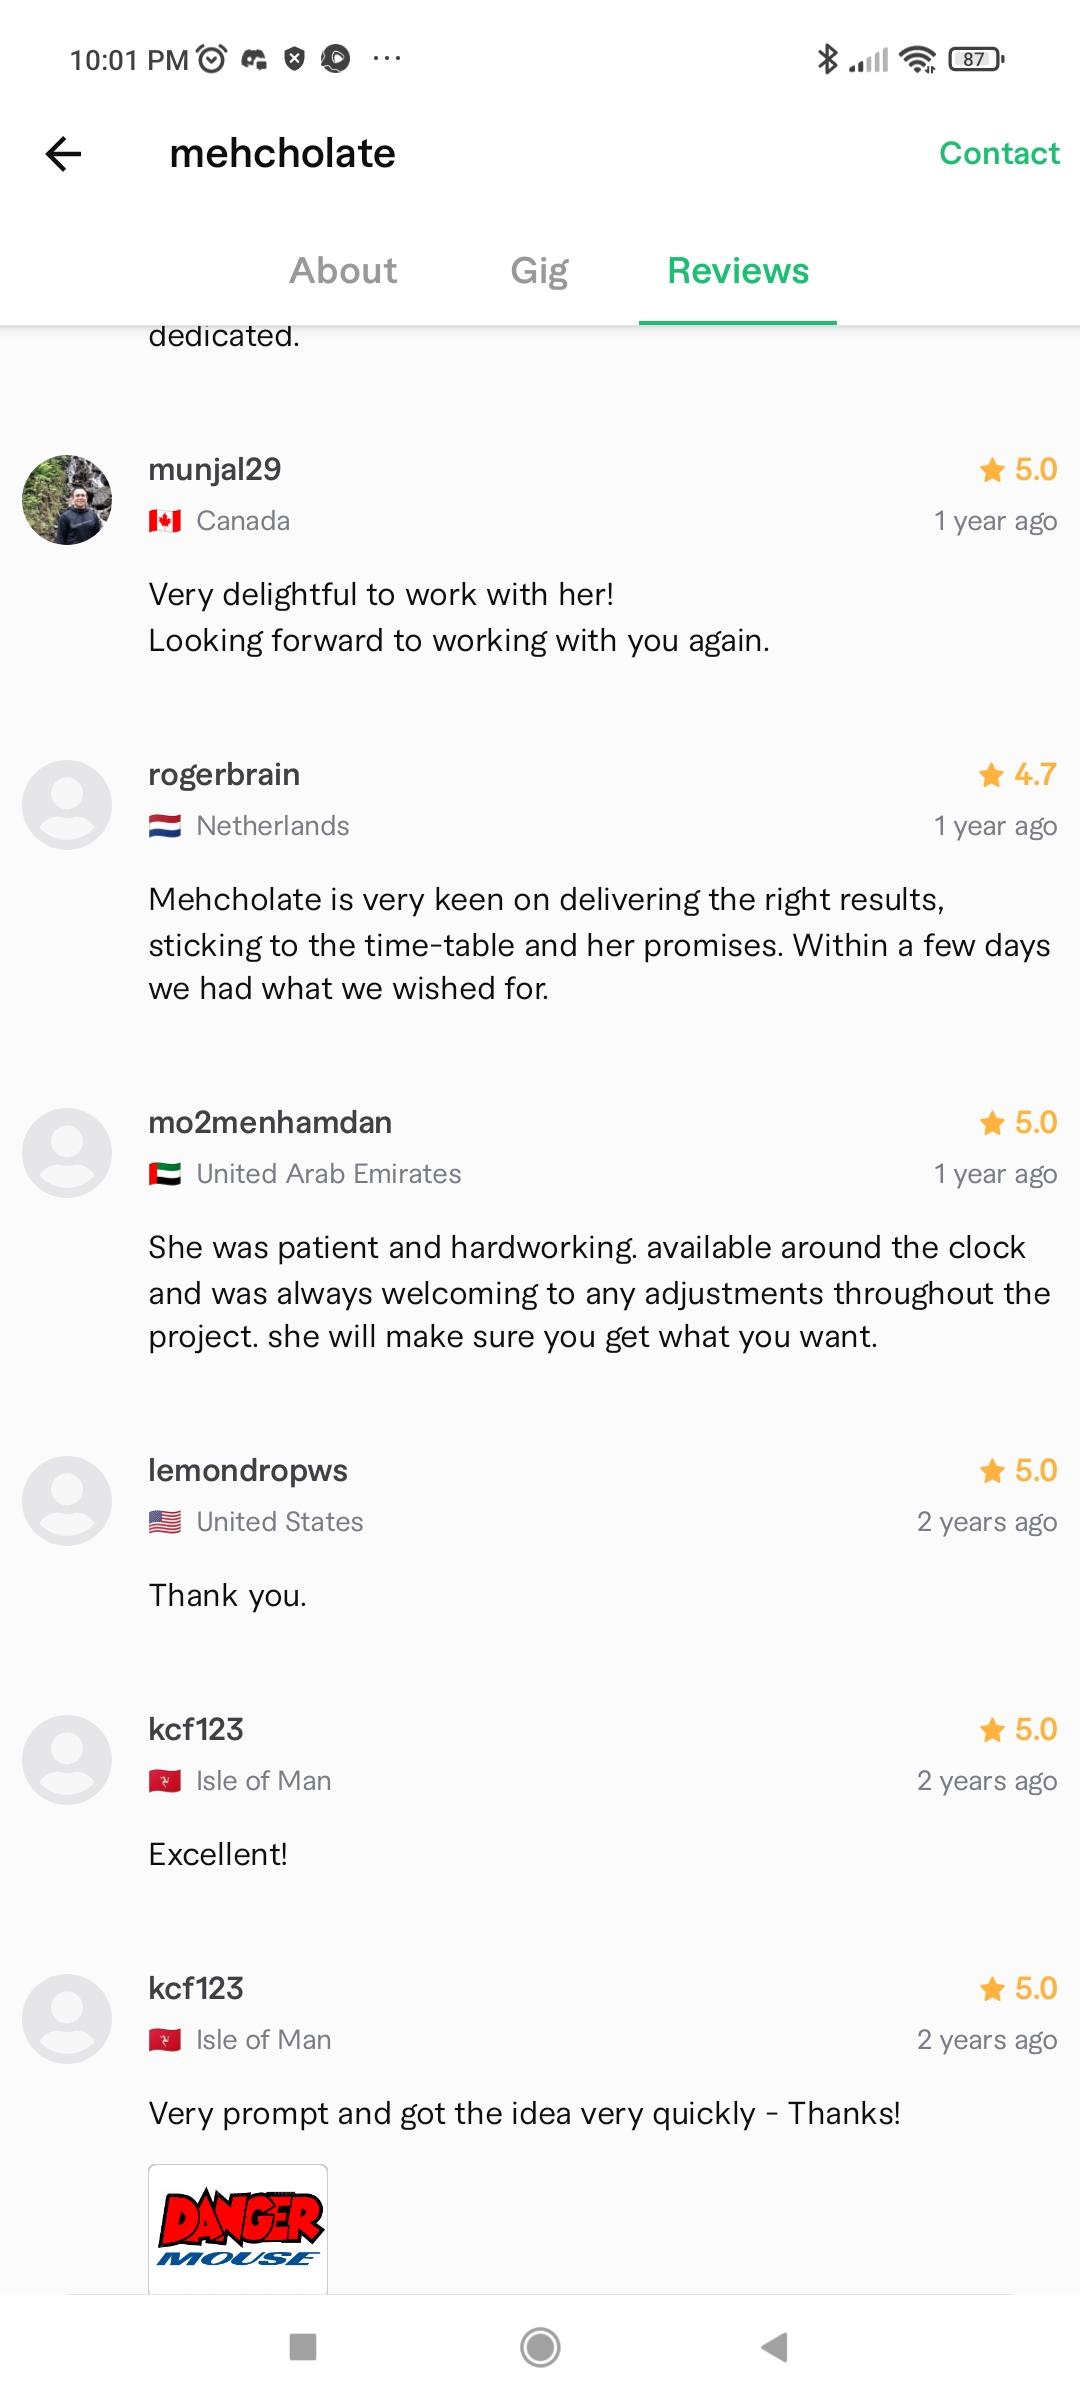 10:01 PM
87
mehcholate
Contact
About
Gig
Reviews
dedicated.
munjal29
5.0
Canada
1 year ago
Very delightful to work with her!
Looking forward to working with you again.
rogerbrain
4.7
Netherlands
1 year ago
Mehcholate is very keen on delivering the right results,
sticking to the time-table and her promises. Within a few days
we had what we wished for.
mo2menhamdan
5.0
United Arab Emirates
1 year ago
She was patient and hardworking. available around the clock
and was always welcoming to any adjustments throughout the
project. she will make sure you get what you want.
lemondropws
5.0
United States
2 years ago
Thank you.
kcf123
5.0
Isle of Man
2 years ago
Excellent!
kcf123
5.0
Isle of Man
2 years ago
Very prompt and got the idea very quickly - Thanks!
DANGER
MOUSE